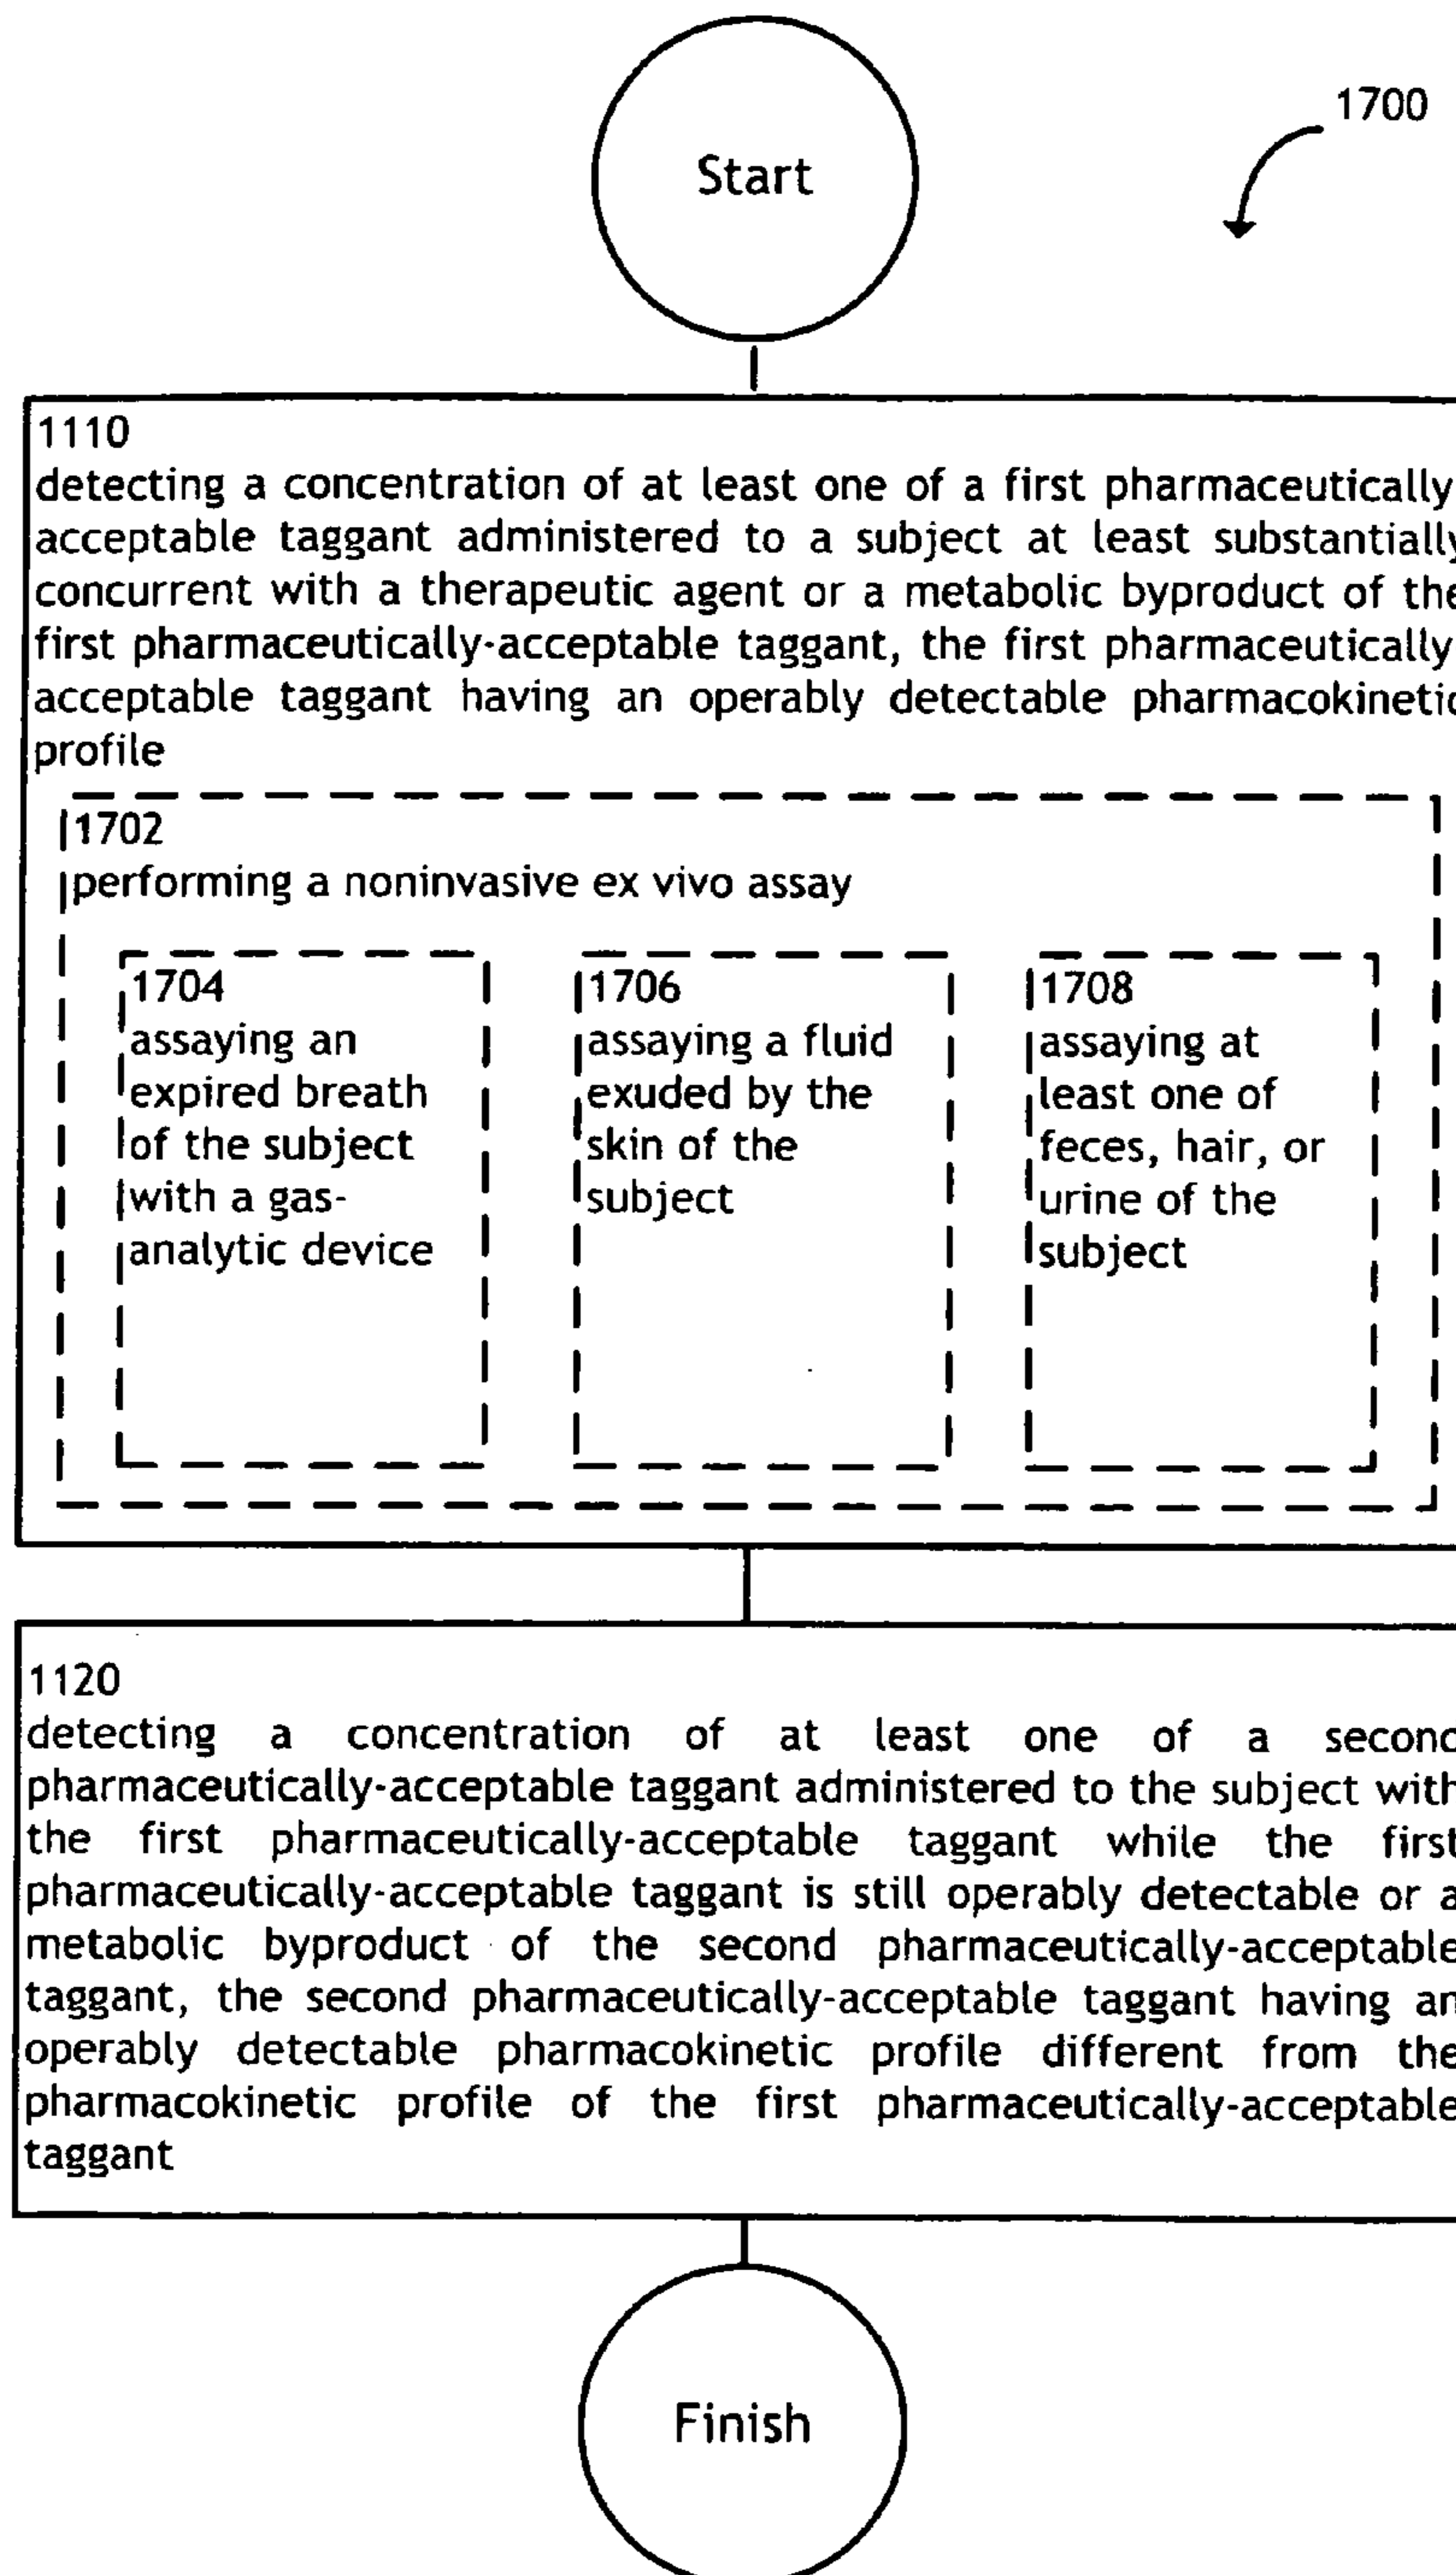 Start
1700
1110
detecting a concentration of at least one of a first pharmaceutically-
acceptable taggant administered to a subject at least substantially
concurrent with a therapeutic agent or a metabolic byproduct of the
first pharmaceutically-acceptable taggant, the first pharmaceutically-
acceptable taggant having an operably detectable pharmacokinetic
profile
1702
performing a noninvasive ex vivo assay
1704
assaying an
expired breath
of the subject
with a gas-
analytic device
1706
assaying a fluid
exuded by the
skin of the
subject
1708
assaying at
least one of
feces, hair, or
urine of the
subject
1120
detecting a concentration of at least one of a second
pharmaceutically-acceptable taggant administered to the subject with
the first pharmaceutically-acceptable taggant while the first
pharmaceutically-acceptable taggant is still operably detectable or a
metabolic byproduct of the second pharmaceutically-acceptable
taggant, the second pharmaceutically-acceptable taggant having an
operably detectable pharmacokinetic profile different from the
pharmacokinetic profile of the first pharmaceutically-acceptable
taggant
Finish